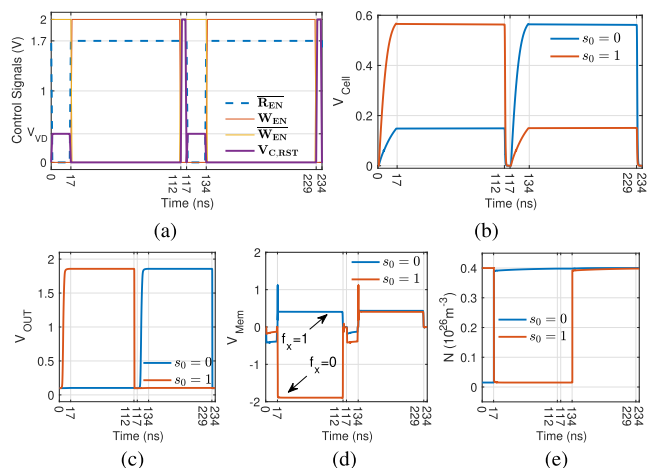 Control Signals (V)
2
1.7
1
V_VD
0
R_EN
W_EN
W_EN
V_C,RST
0
17
112
117
134
229
234
Time (ns)
(a)
V_Cell
0.6
0.4
0.2
0
s_0 = 0
s_0 = 1
0
17
112
117
134
229
234
Time (ns)
(b)
V_OUT
2
1.5
1
0.5
0
s_0 = 0
s_0 = 1
0
17
112
117
134
229
234
Time (ns)
(c)
V_Mem
2
1
0
-1
-2
s_0 = 0
s_0 = 1
f_x=1
f_x=0
0
17
112
117
134
229
234
Time (ns)
(d)
N (10^26 m^-3)
0.4
0.3
0.2
0.1
0
s_0 = 0
s_0 = 1
0
17
112
117
134
229
234
Time (ns)
(e)